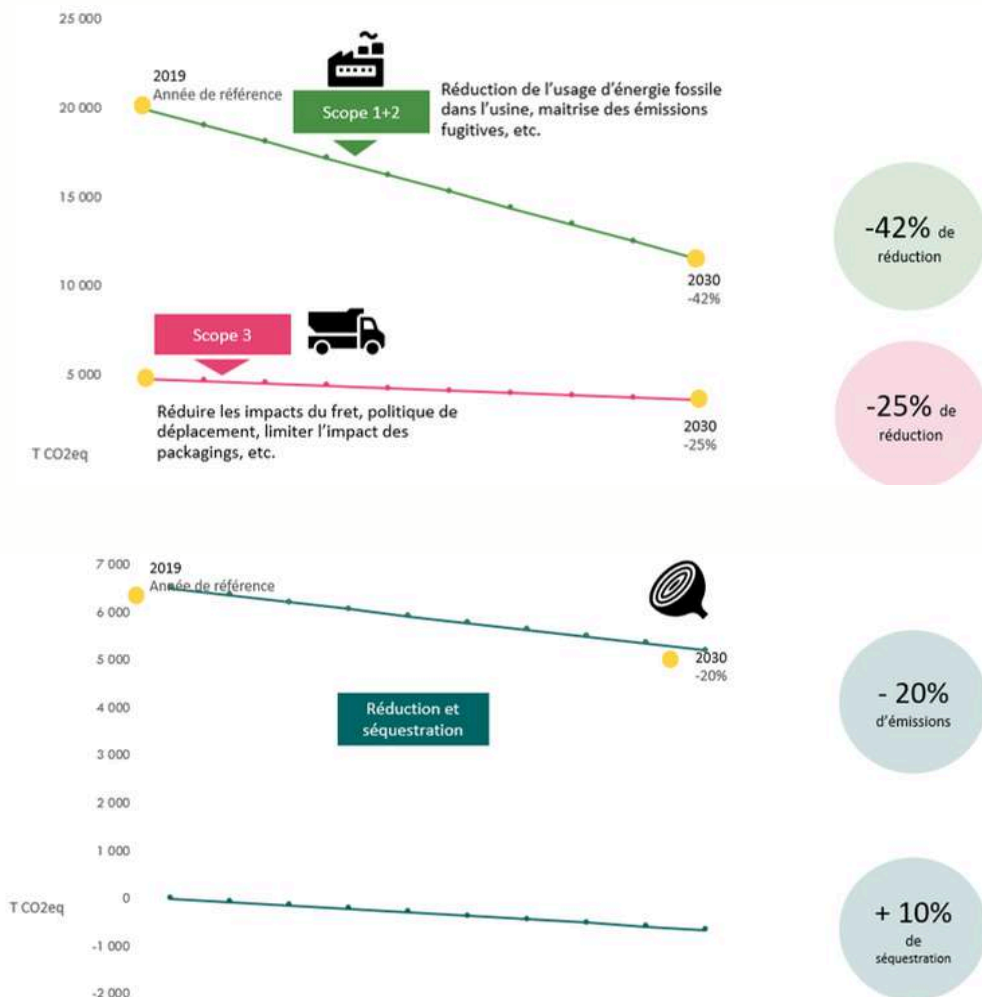 25 000
2019
Année de référence
20 000
Scope 1+2
Réduction de l'usage d'énergie fossile
dans l'usine, maitrise des émissions
fugitives, etc.
15 000
-42% de
réduction
10 000
2030
-42%
Scope 3
5 000
Réduire les impacts du fret, politique de
déplacement, limiter l'impact des
packagings, etc.
2030
-25%
-25% de
réduction
T CO2eq
7 000
2019
Année de référence
6 000
5 000
2030
-20%
4 000
Réduction et
séquestration
- 20%
d'émissions
3 000
2 000
1 000
0
T CO2eq
-1 000
-2 000
+ 10%
de
séquestration